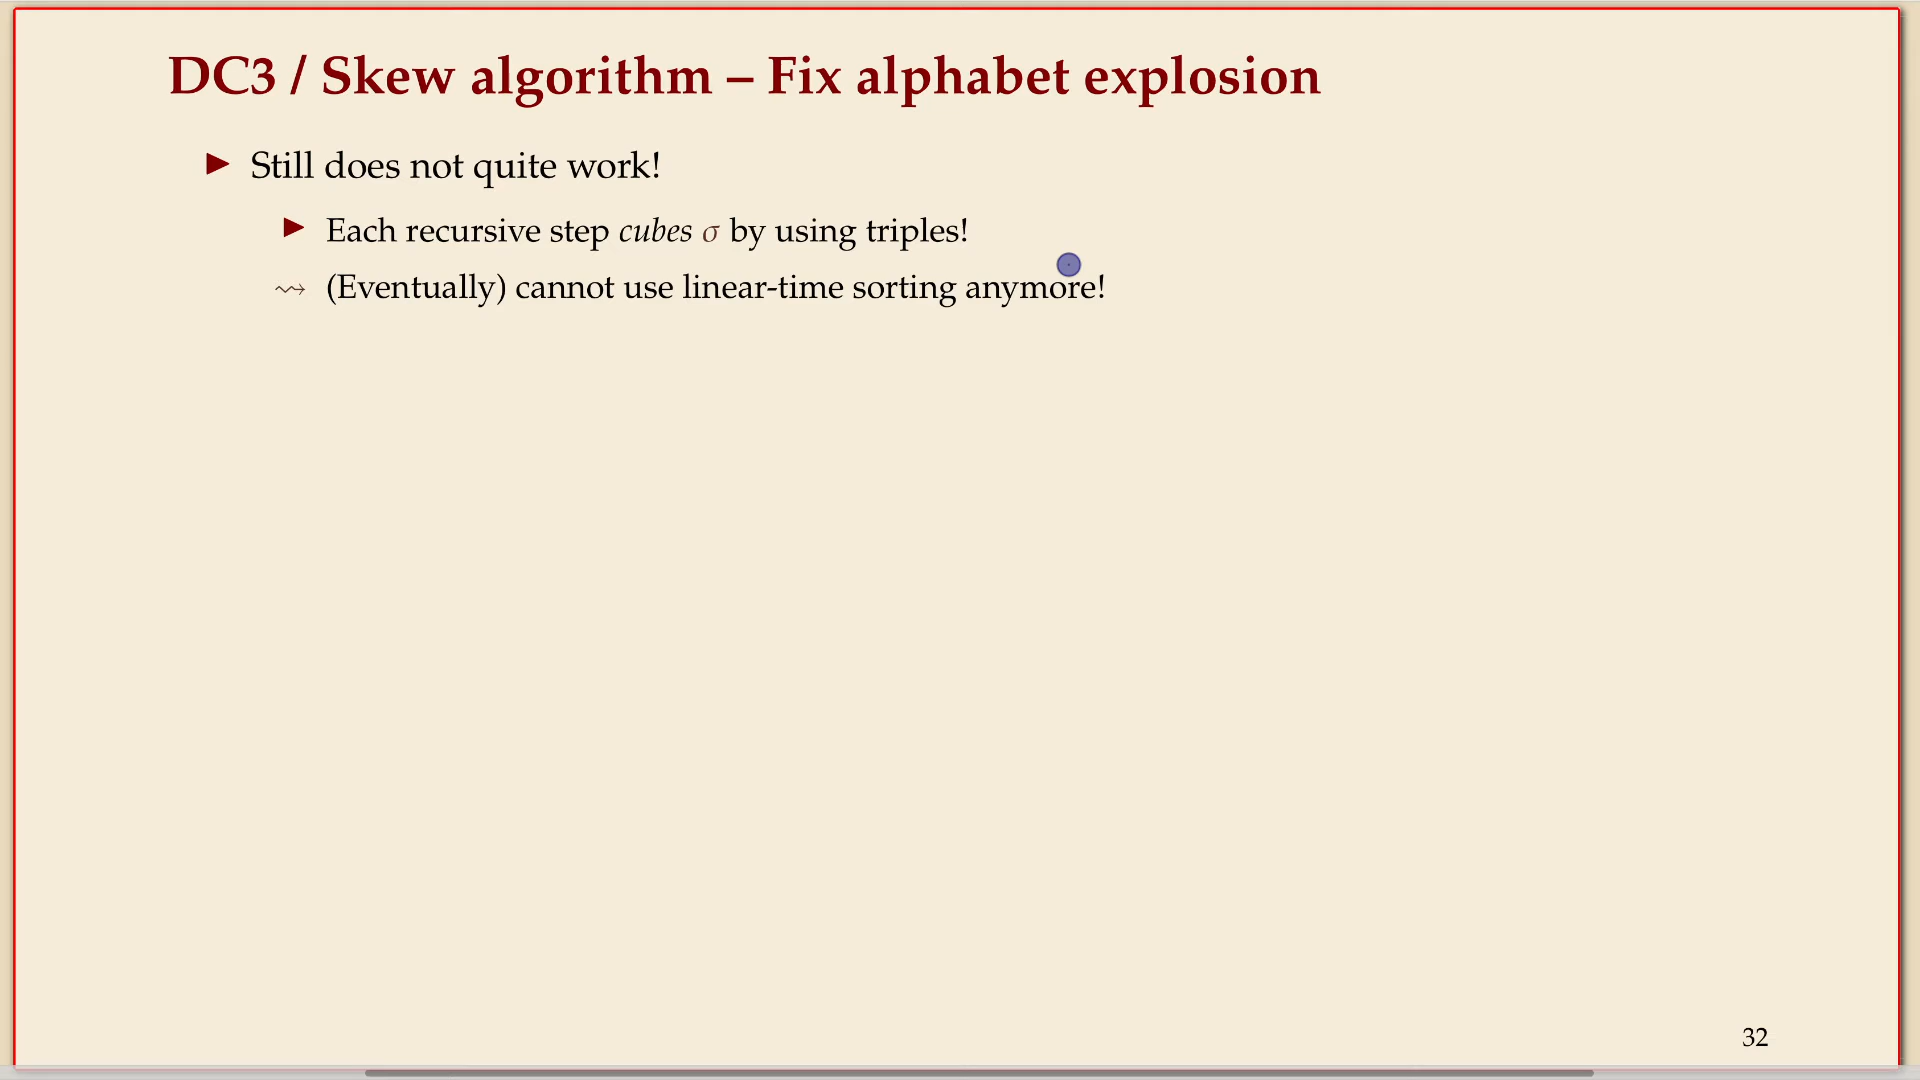 DC3 / Skew algorithm – Fix alphabet explosion
▶ Still does not quite work!
▶ Each recursive step cubes σ by using triples!
⇝ (Eventually) cannot use linear-time sorting anymore!
32